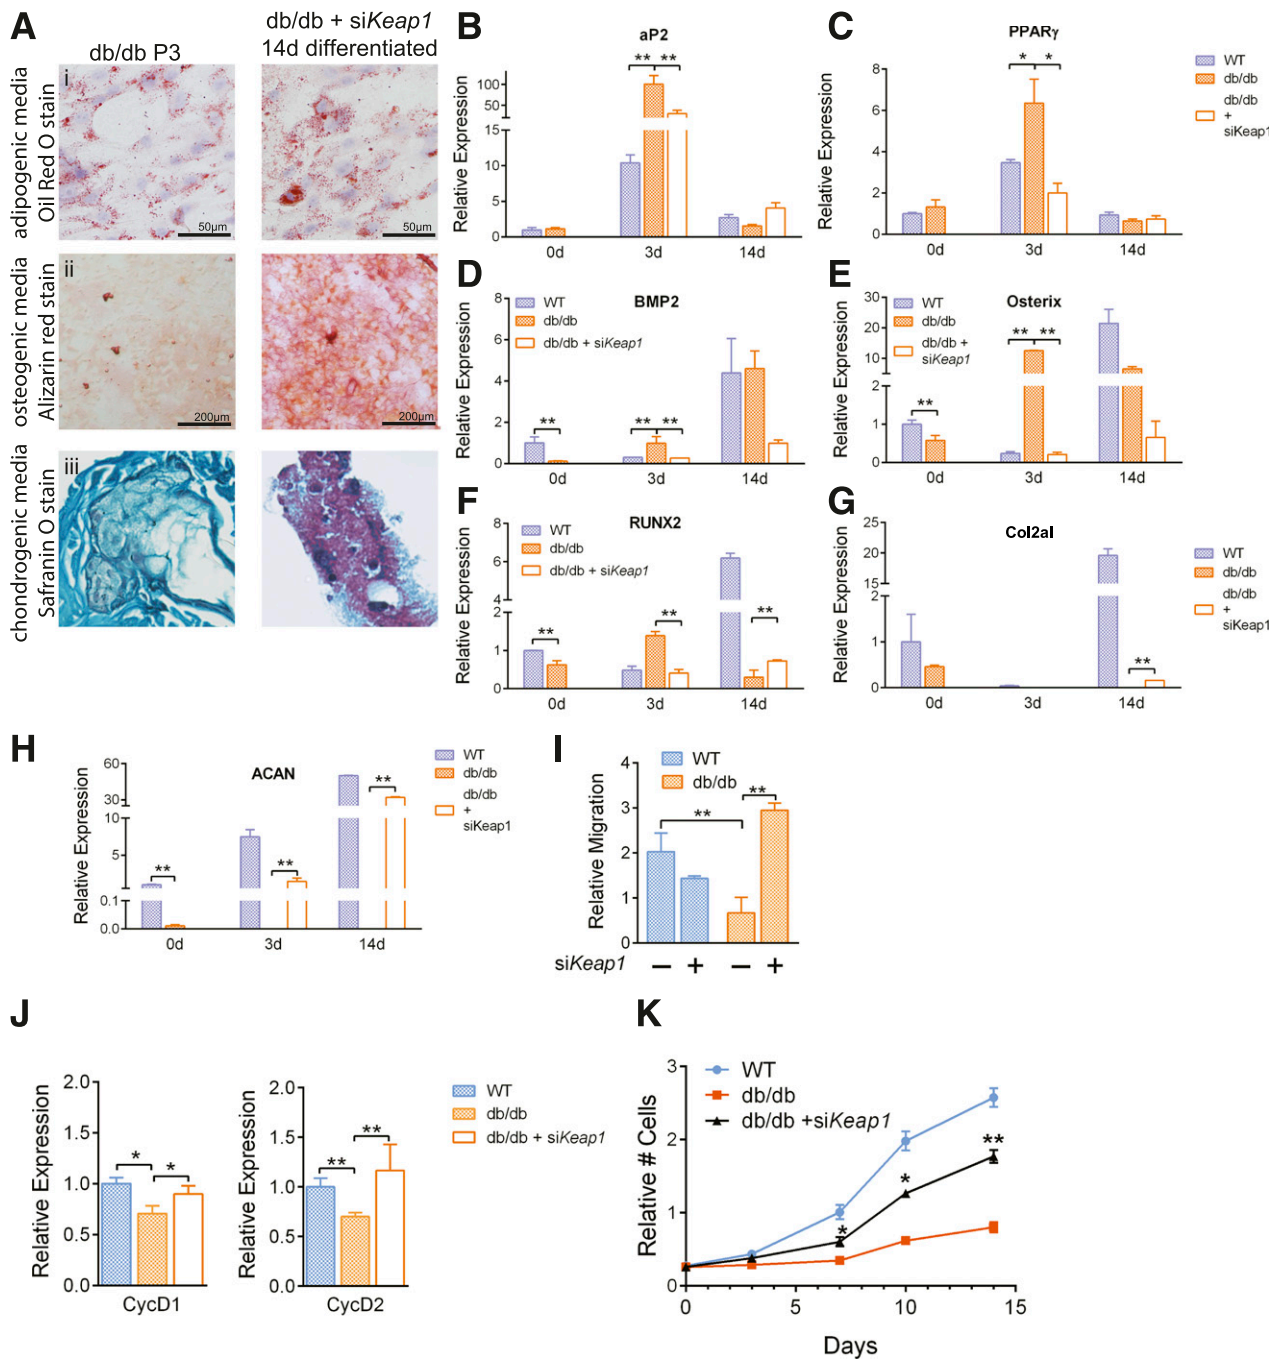 A
db/db P3
db/db + siKeap1
14d differentiated
adipogenic media
Oil Red O stain
i
50µm
50µm
osteogenic media
Alizarin red stain
ii
200µm
200µm
chondrogenic media
Safranin O stain
iii
B
aP2
Relative Expression
100
50
15
10
5
0
** **
0d 3d 14d
C
PPARγ
Relative Expression
8
6
4
2
0
* *
0d 3d 14d
WT
db/db
db/db
+
siKeap1
D
BMP2
Relative Expression
8
6
4
2
0
WT
db/db
db/db + siKeap1
**
** **
0d 3d 14d
E
Osterix
Relative Expression
30
20
10
2
1
0
WT
db/db
db/db +
siKeap1
**
** **
0d 3d 14d
F
RUNX2
Relative Expression
8
6
4
2
1
0
WT
db/db
db/db + siKeap1
**
**
**
0d 3d 14d
G
Col2al
Relative Expression
25
20
15
2
1
0
**
0d 3d 14d
WT
db/db
db/db
+
siKeap1
H
ACAN
Relative Expression
60
30
10
5
0.1
0.0
**
**
**
0d 3d 14d
WT
db/db
db/db
+
siKeap1
I
WT
db/db
Relative Migration
4
3
2
1
0
**
**
siKeap1 − + − +
J
Relative Expression
2.0
1.5
1.0
0.5
0.0
* *
CycD1
Relative Expression
2.0
1.5
1.0
0.5
0.0
**
**
CycD2
WT
db/db
db/db + siKeap1
K
WT
db/db
db/db +siKeap1
Relative # Cells
3
2
1
0
*
*
**
0 5 10 15
Days